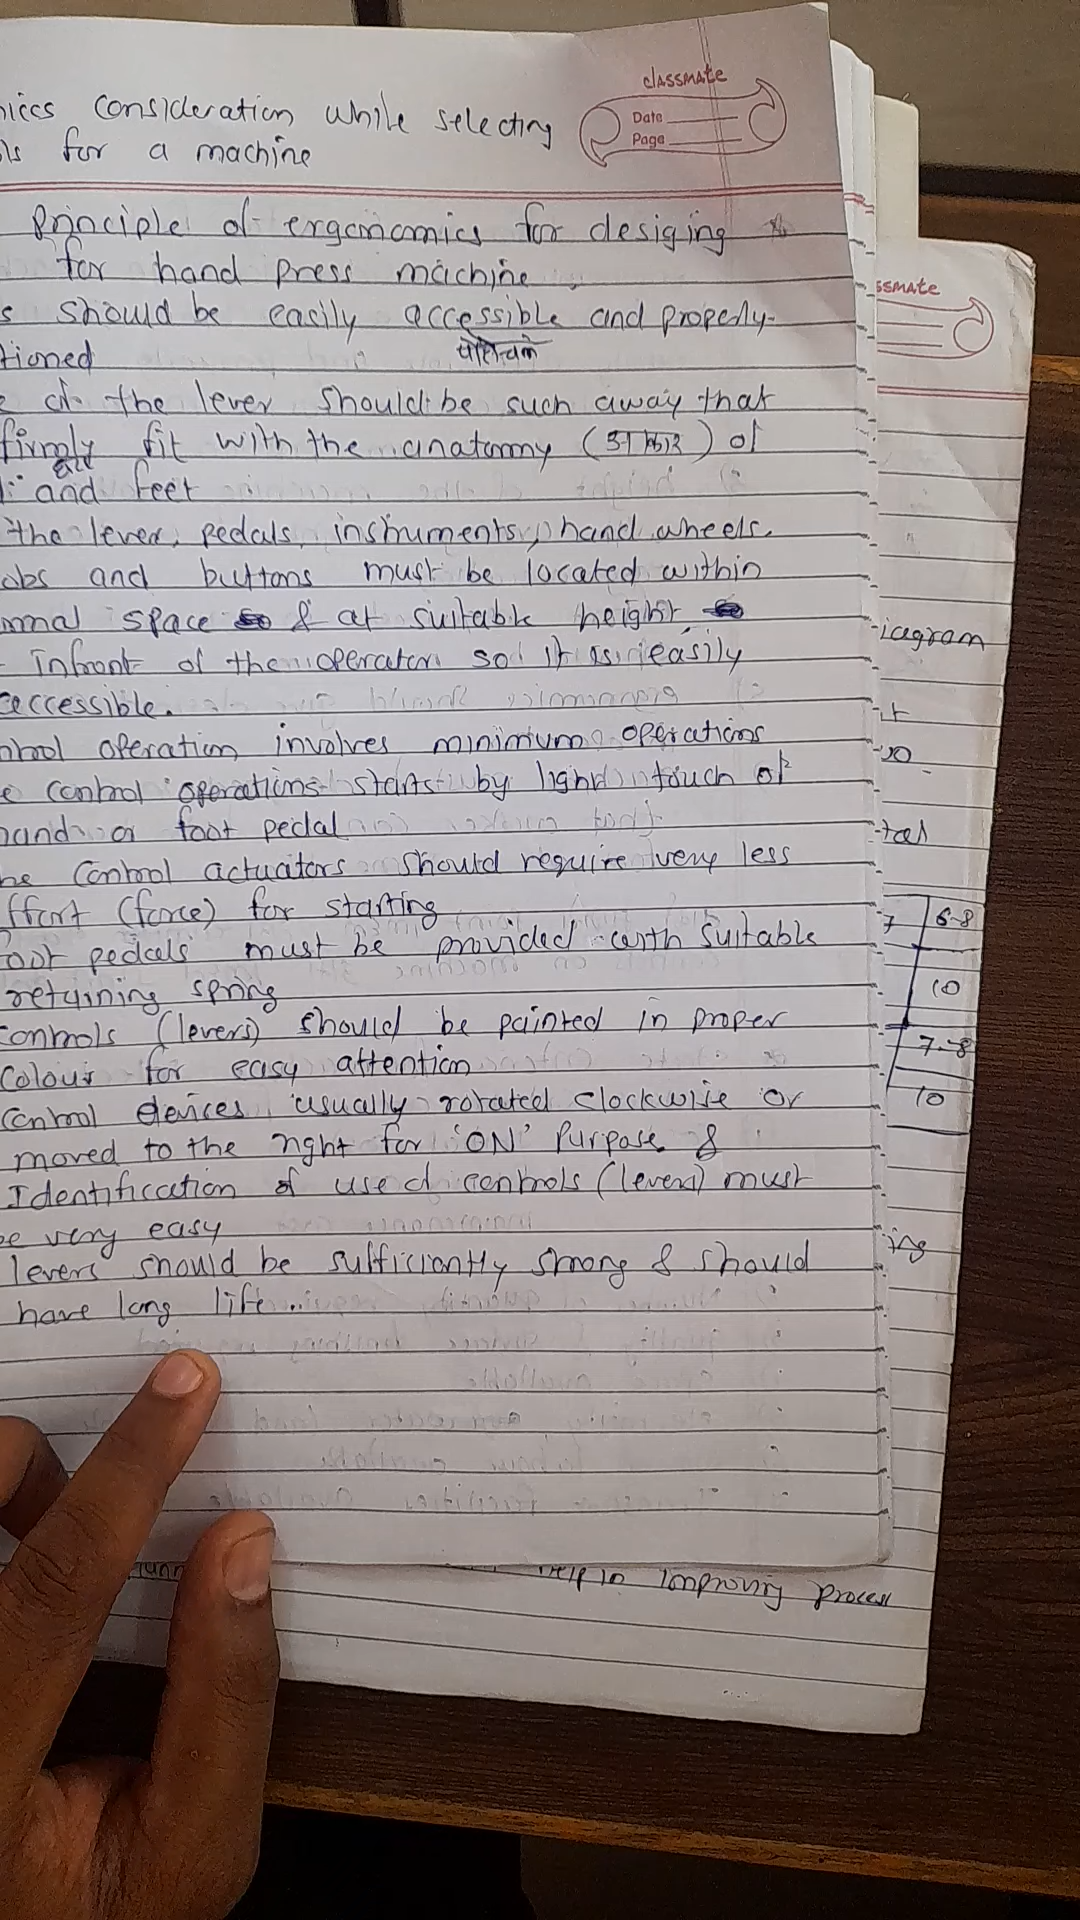 classmate
Date
Page
nics consideration while selecting
ls for a machine
Principle of ergonomics for desiging
for hand press machine
s should be easily accessible and properly-
tioned
e of the lever should be such away that
firmly fit with the anatomy (आकार) of
and feet
the lever, pedals, instruments, hand wheels,
obs and buttons must be located within
rmal space & at suitable height
Infront of the operator so it is easily
accessible.
ntrol operation involves minimum operations
e control operations starts by light touch of
hand or foot pedal
he control actuators should require very less
ffort (force) for starting
oot pedals must be provided with suitable
retaining spring
controls (levers) should be painted in proper
colour for easy attention
control devices usually rotated clockwise or
moved to the right for 'ON' Purpose &
Identification of used controls (levers) must
be very easy
levers should be sufficiantly strong & should
have long life.
ssmate
iagram
it
tal
7 6-8
10
7-8
10
ing
help in improving process